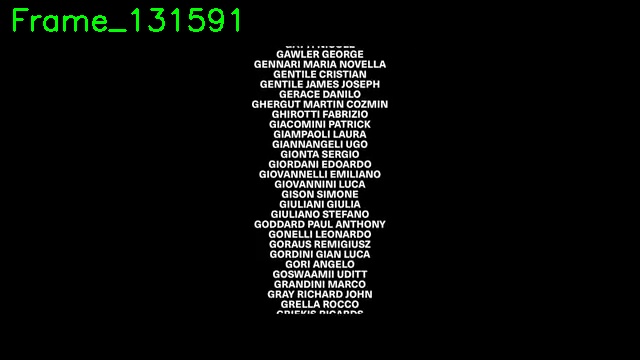 Frame_131591
GAWLER GEORGE
GENNARI MARIA NOVELLA
GENTILE CRISTIAN
GENTILE JAMES JOSEPH
GERACE DANILO
GHERGUT MARTIN COZMIN
GHIROTTI FABRIZIO
GIACOMINI PATRICK
GIAMPAOLI LAURA
GIANNANGELI UGO
GIONTA SERGIO
GIORDANI EDOARDO
GIOVANNELLI EMILIANO
GIOVANNINI LUCA
GISON SIMONE
GIULIANI GIULIA
GIULIANO STEFANO
GODDARD PAUL ANTHONY
GONELLI LEONARDO
GORAUS REMIGIUSZ
GORDINI GIAN LUCA
GORI ANGELO
GOSWAAMII UDITT
GRANDINI MARCO
GRAY RICHARD JOHN
GRELLA ROCCO